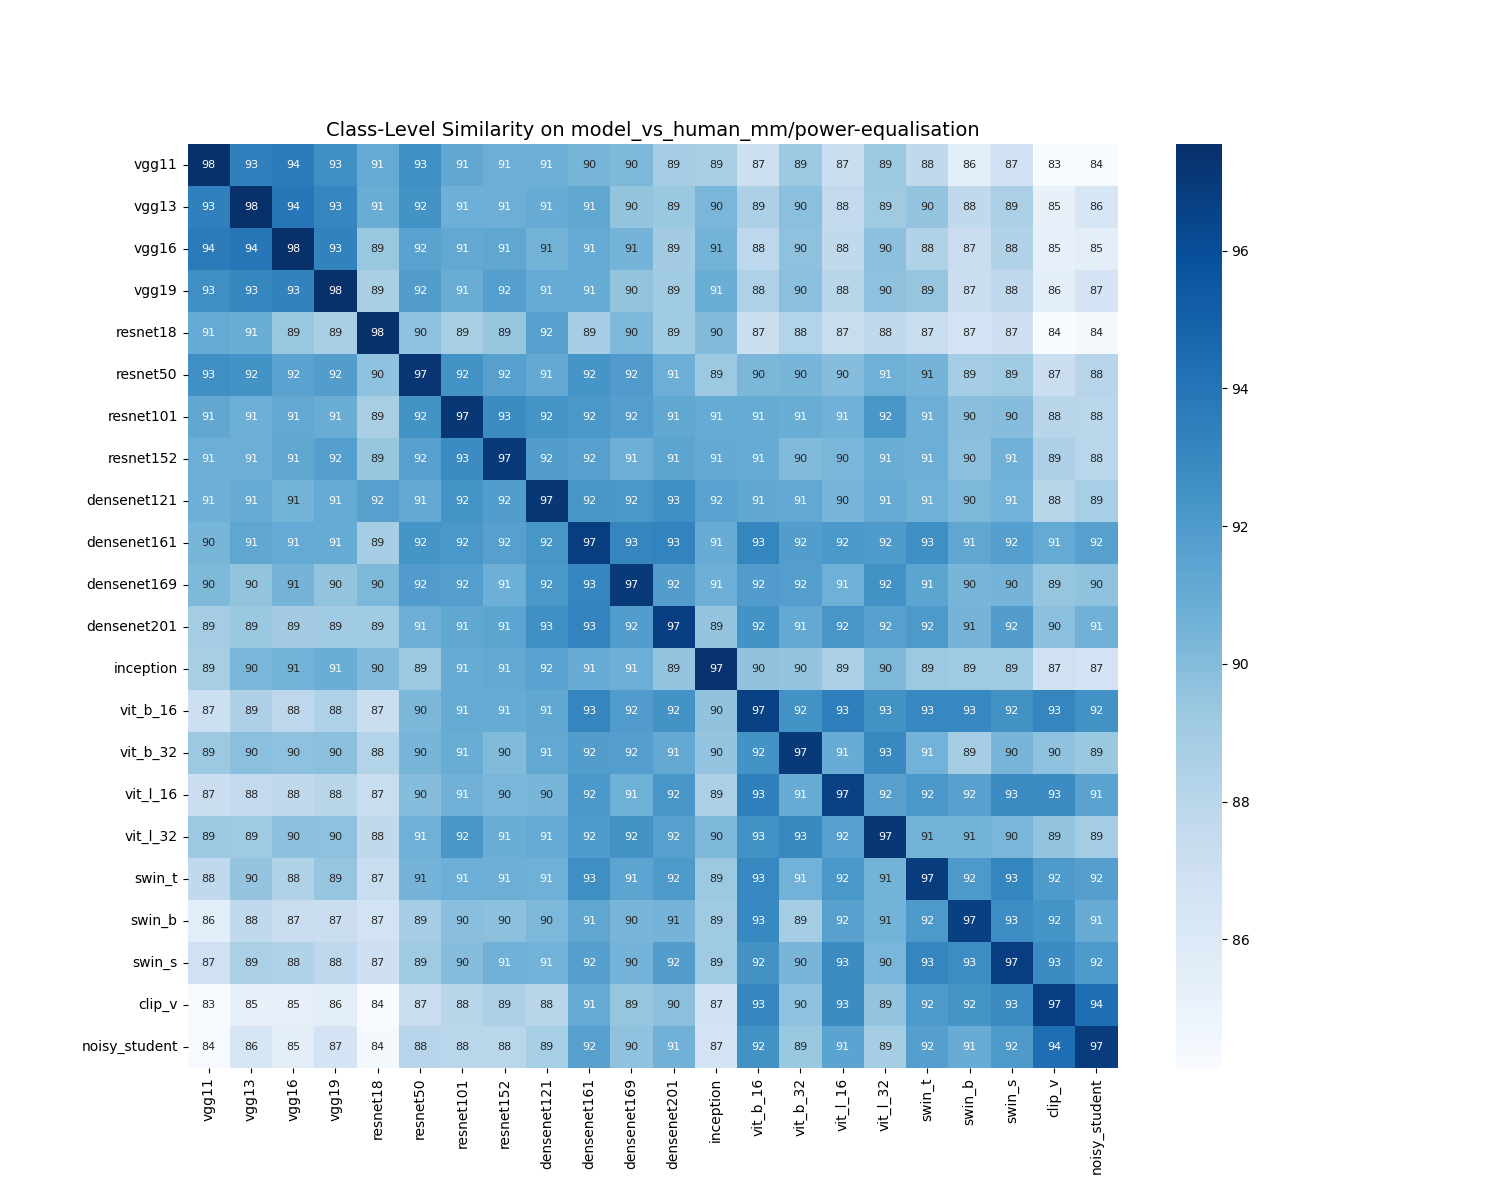 Class-Level Similarity on model_vs_human_mm/power-equalisation
vgg11 98 93 94 93 91 93 91 91 91 90 90 89 89 87 89 87 89 88 86 87 83 84
vgg13 93 98 94 93 91 92 91 91 91 91 90 89 90 89 90 88 89 90 88 89 85 86
vgg16 94 94 98 93 89 92 91 91 91 91 91 89 91 88 90 88 90 88 87 88 85 85
vgg19 93 93 93 98 89 92 91 92 91 91 90 89 91 88 90 88 90 89 87 88 86 87
resnet18 91 91 89 89 98 90 89 89 92 89 90 89 90 87 88 87 88 87 87 87 84 84
resnet50 93 92 92 92 90 97 92 92 91 92 92 91 89 90 90 90 91 91 89 89 87 88
resnet101 91 91 91 91 89 92 97 93 92 92 92 91 91 91 91 91 92 91 90 90 88 88
resnet152 91 91 91 92 89 92 93 97 92 92 91 91 91 91 90 90 91 91 90 91 89 88
densenet121 91 91 91 91 92 91 92 92 97 92 92 93 92 91 91 90 91 91 90 91 88 89
densenet161 90 91 91 91 89 92 92 92 92 97 93 93 91 93 92 92 92 93 91 92 91 92
densenet169 90 90 91 90 90 92 92 91 92 93 97 92 91 92 92 91 92 91 90 90 89 90
densenet201 89 89 89 89 89 91 91 91 93 93 92 97 89 92 91 92 92 92 91 92 90 91
inception 89 90 91 91 90 89 91 91 92 91 91 89 97 90 90 89 90 89 89 89 87 87
vit_b_16 87 89 88 88 87 90 91 91 91 93 92 92 90 97 92 93 93 93 93 92 93 92
vit_b_32 89 90 90 90 88 90 91 90 91 92 92 91 90 92 97 91 93 91 89 90 90 89
vit_l_16 87 88 88 88 87 90 91 90 90 92 91 92 89 93 91 97 92 92 92 93 93 91
vit_l_32 89 89 90 90 88 91 92 91 91 92 92 92 90 93 93 92 97 91 91 90 89 89
swin_t 88 90 88 89 87 91 91 91 91 93 91 92 89 93 91 92 91 97 92 93 92 92
swin_b 86 88 87 87 87 89 90 90 90 91 90 91 89 93 89 92 91 92 97 93 92 91
swin_s 87 89 88 88 87 89 90 91 91 92 90 92 89 92 90 93 90 93 93 97 93 92
clip_v 83 85 85 86 84 87 88 89 88 91 89 90 87 93 90 93 89 92 92 93 97 94
noisy_student 84 86 85 87 84 88 88 88 89 92 90 91 87 92 89 91 89 92 91 92 94 97
vgg11 vgg13 vgg16 vgg19 resnet18 resnet50 resnet101 resnet152 densenet121 densenet161 densenet169 densenet201 inception vit_b_16 vit_b_32 vit_l_16 vit_l_32 swin_t swin_b swin_s clip_v noisy_student
96
94
92
90
88
86